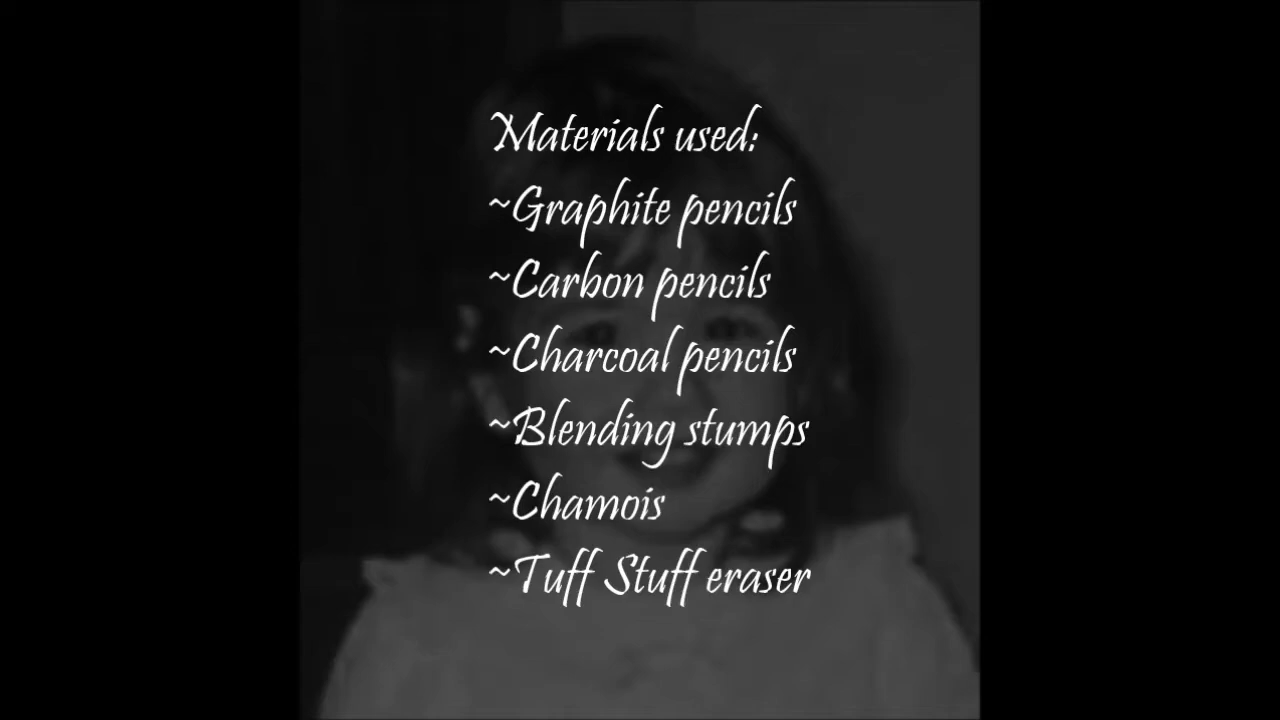 Materials used:
~Graphite pencils
~Carbon pencils
~Charcoal pencils
~Blending stumps
~Chamois
~Tuff Stuff eraser